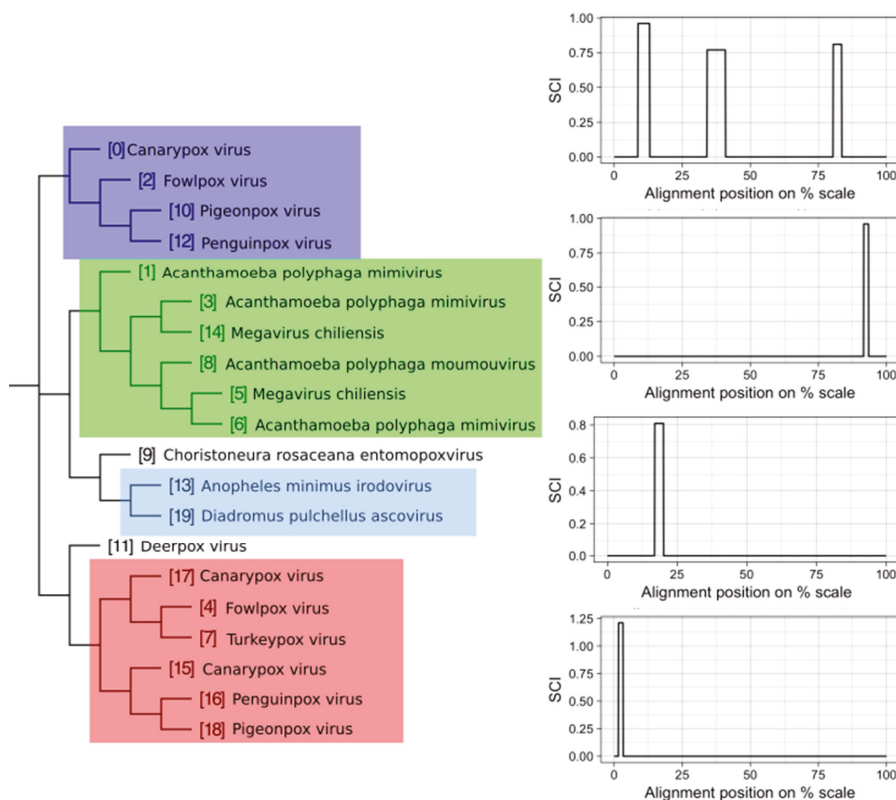 [0]Canarypox virus
[2] Fowlpox virus
[10] Pigeonpox virus
[12] Penguinpox virus
[1] Acanthamoeba polyphaga mimivirus
[3] Acanthamoeba polyphaga mimivirus
[14] Megavirus chiliensis
[8] Acanthamoeba polyphaga moumouvirus
[5] Megavirus chiliensis
[6] Acanthamoeba polyphaga mimivirus
[9] Choristoneura rosaceana entomopoxvirus
[13] Anopheles minimus irodovirus
[19] Diadromus pulchellus ascovirus
[11] Deerpox virus
[17] Canarypox virus
[4] Fowlpox virus
[7] Turkeypox virus
[15] Canarypox virus
[16] Penguinpox virus
[18] Pigeonpox virus
SCI
1.00
0.75
0.50
0.25
0.00
0 25 50 75 100
Alignment position on % scale
SCI
1.00
0.75
0.50
0.25
0.00
0 25 50 75 100
Alignment position on % scale
SCI
0.8
0.6
0.4
0.2
0.0
0 25 50 75 100
Alignment position on % scale
SCI
1.25
1.00
0.75
0.50
0.25
0.00
0 25 50 75 100
Alignment position on % scale